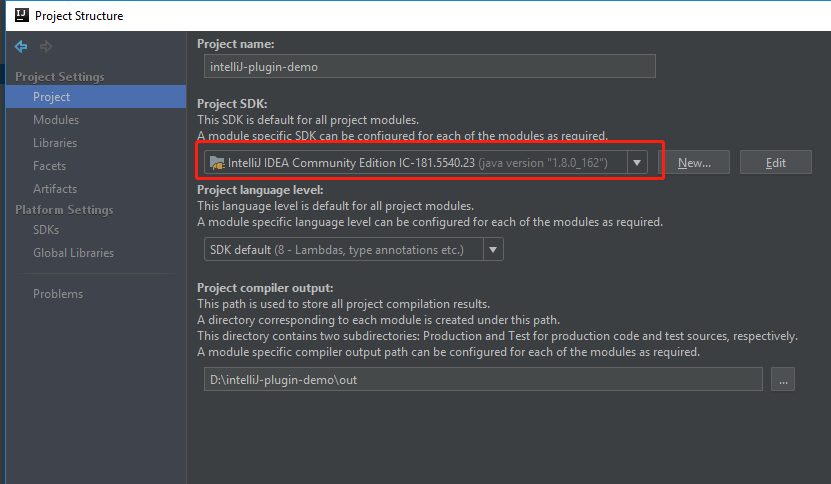 IJ
Project Structure
Project Settings
Project
Modules
Libraries
Facets
Artifacts
Platform Settings
SDKs
Global Libraries
Problems
Project name:
intelliJ-plugin-demo
Project SDK:
This SDK is default for all project modules.
A module specific SDK can be configured for each of the modules as required.
IntelliJ IDEA Community Edition IC-181.5540.23 (java version "1.8.0_162")
New...
Edit
Project language level:
This language level is default for all project modules.
A module specific language level can be configured for each of the modules as required.
SDK default (8 - Lambdas, type annotations etc.)
Project compiler output:
This path is used to store all project compilation results.
A directory corresponding to each module is created under this path.
This directory contains two subdirectories: Production and Test for production code and test sources, respectively.
A module specific compiler output path can be configured for each of the modules as required.
D:\intelliJ-plugin-demo\out
...